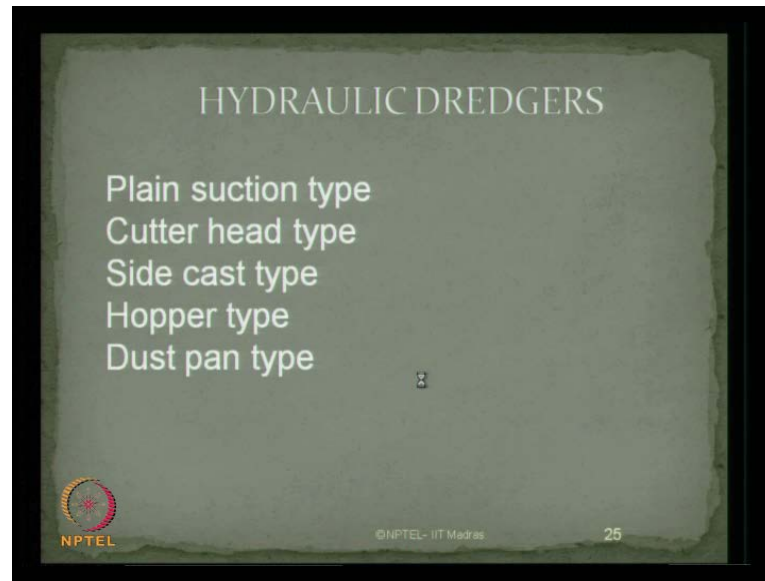 HYDRAULIC DREDGERS
Plain suction type
Cutter head type
Side cast type
Hopper type
Dust pan type
NPTEL
©NPTEL- IIT Madras
25